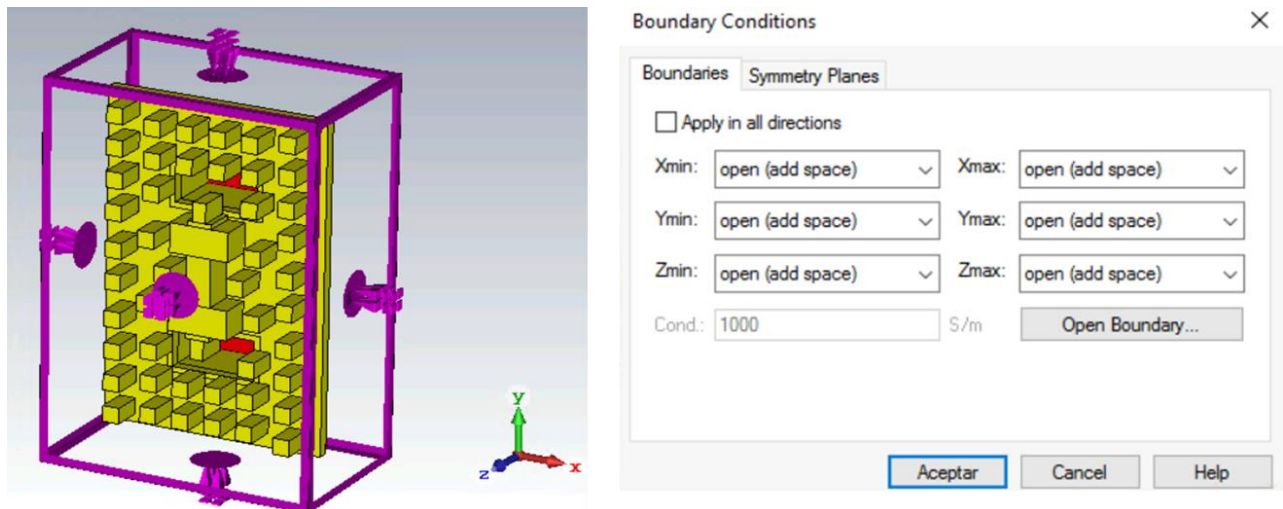 Boundary Conditions
Boundaries Symmetry Planes
Apply in all directions
Xmin: open (add space) Xmax: open (add space)
Ymin: open (add space) Ymax: open (add space)
Zmin: open (add space) Zmax: open (add space)
Cond.: 1000 S/m Open Boundary...
Aceptar Cancel Help
y
z
x